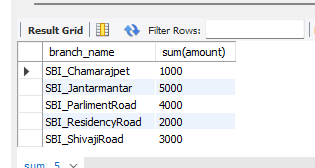 Result Grid Filter Rows:
branch_name sum(amount)
SBI_Chamarajpet 1000
SBI_Jantarmantar 5000
SBI_ParlimentRoad 4000
SBI_ResidencyRoad 2000
SBI_ShivajiRoad 3000
sum 5